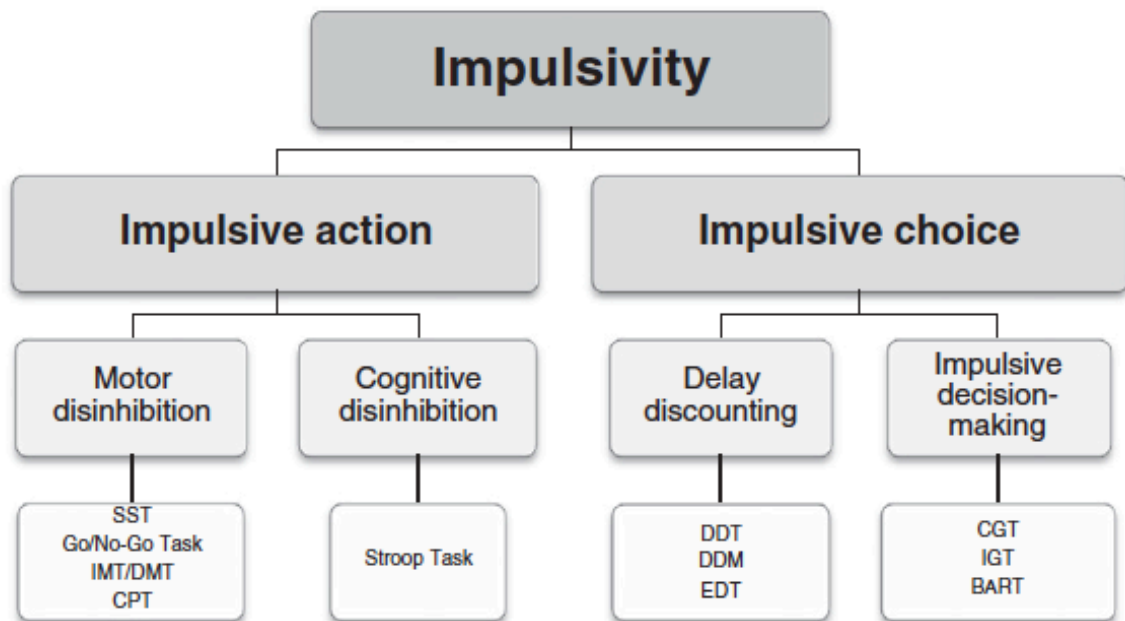 Impulsivity
Impulsive action
Impulsive choice
Motor
disinhibition
Cognitive
disinhibition
Delay
discounting
Impulsive
decision-
making
SST
Go/No-Go Task
IMT/DMT
CPT
Stroop Task
DDT
DDM
EDT
CGT
IGT
BART